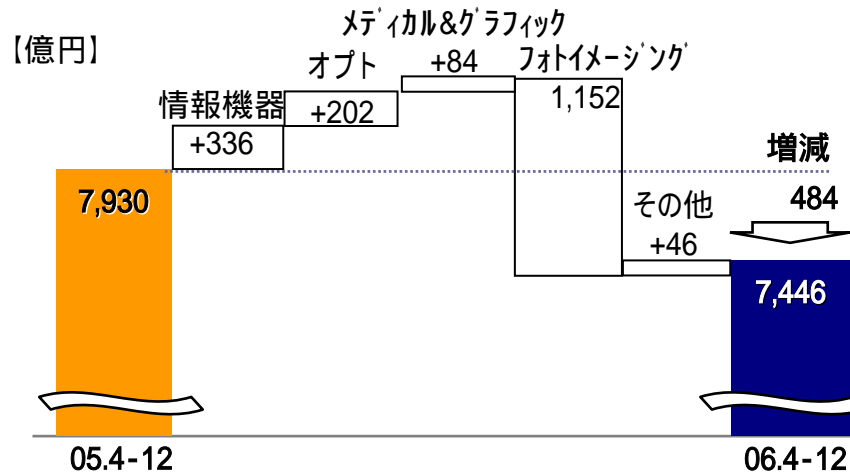 【億円】
メディカル&グラフィック
オプト
+84
フォトイメージング
情報機器
+202
1,152
+336
増減
7,930
その他
484
+46
7,446
05.4-12
06.4-12